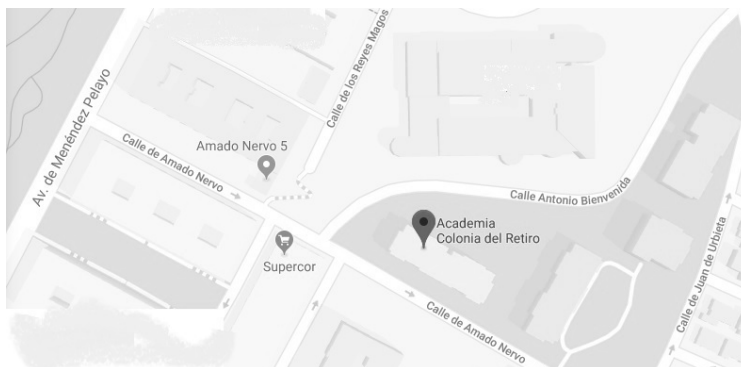 Av. de Menéndez Pelayo
Calle de los Reyes Magos
Amado Nervo 5
Calle de Amado Nervo
Calle Antonio Bienvenida
Academia
Colonia del Retiro
Supercor
Calle de Juan de Urbieta
Calle de Amado Nervo